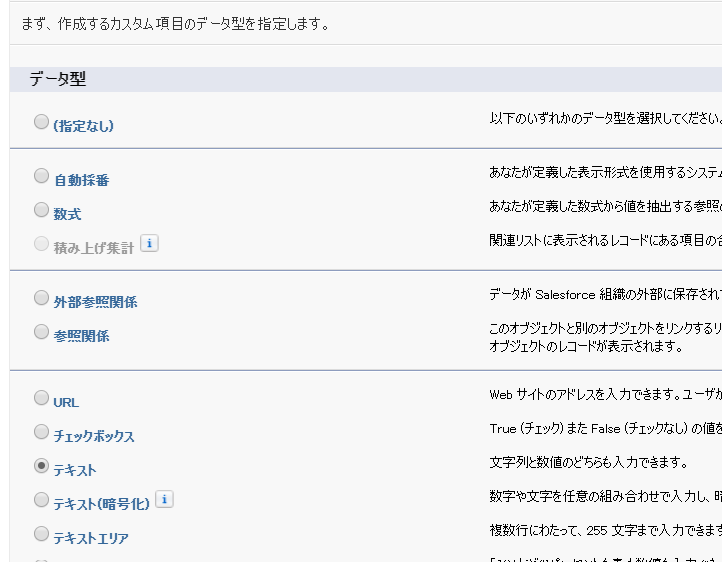 まず、作成するカスタム項目のデータ型を指定します。
データ型
(指定なし)
以下のいずれかのデータ型を選択してください。
自動採番
あなたが定義した表示形式を使用するシステム
数式
あなたが定義した数式から値を抽出する参照
積み上げ集計
i
関連リストに表示されるレコードにある項目の
外部参照関係
データが Salesforce 組織の外部に保存され
参照関係
このオブジェクトと別のオブジェクトをリンクするリ
オブジェクトのレコードが表示されます。
URL
Web サイトのアドレスを入力できます。ユーザが
チェックボックス
True (チェック) また False (チェックなし) の値を
テキスト
文字列と数値のどちらも入力できます。
テキスト(暗号化)
i
数字や文字を任意の組み合わせで入力し、暗
テキストエリア
複数行にわたって、255 文字まで入力できます